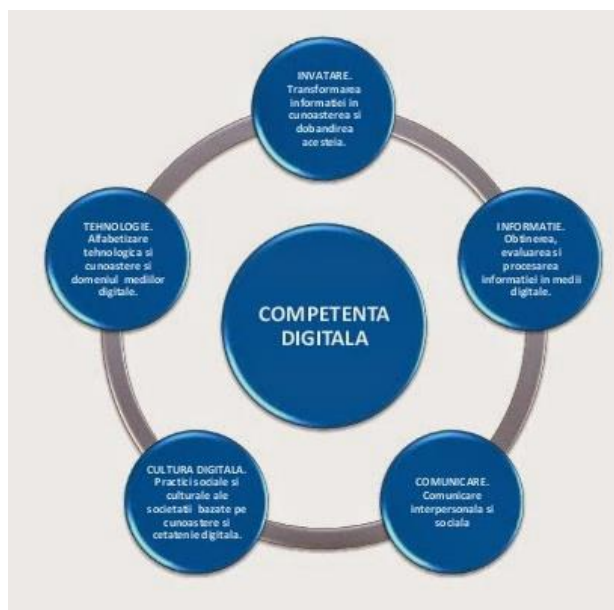 INVATARE.
Transformarea
informatiei in
cunoasterea si
dobandirea
acesteia.
TEHNOLOGIE.
Alfabetizare
tehnologica si
cunoastere si
domeniul mediilor
digitale.
INFORMATIE.
Obtinerea,
evaluarea si
procesarea
informatiei in medii
digitale.
COMPETENTA
DIGITALA
CULTURA DIGITALA.
Practici sociale si
culturale ale
societatii bazate pe
cunoastere si
cetatenie digitala.
COMUNICARE.
Comunicare
interpersonala si
sociala